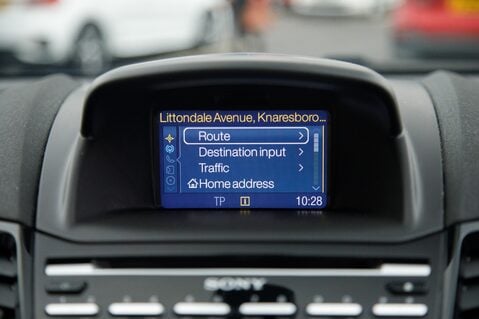 Littondale Avenue, Knaresboro...
Route
Destination input
Traffic
Home address
TP i 10:28
SONY